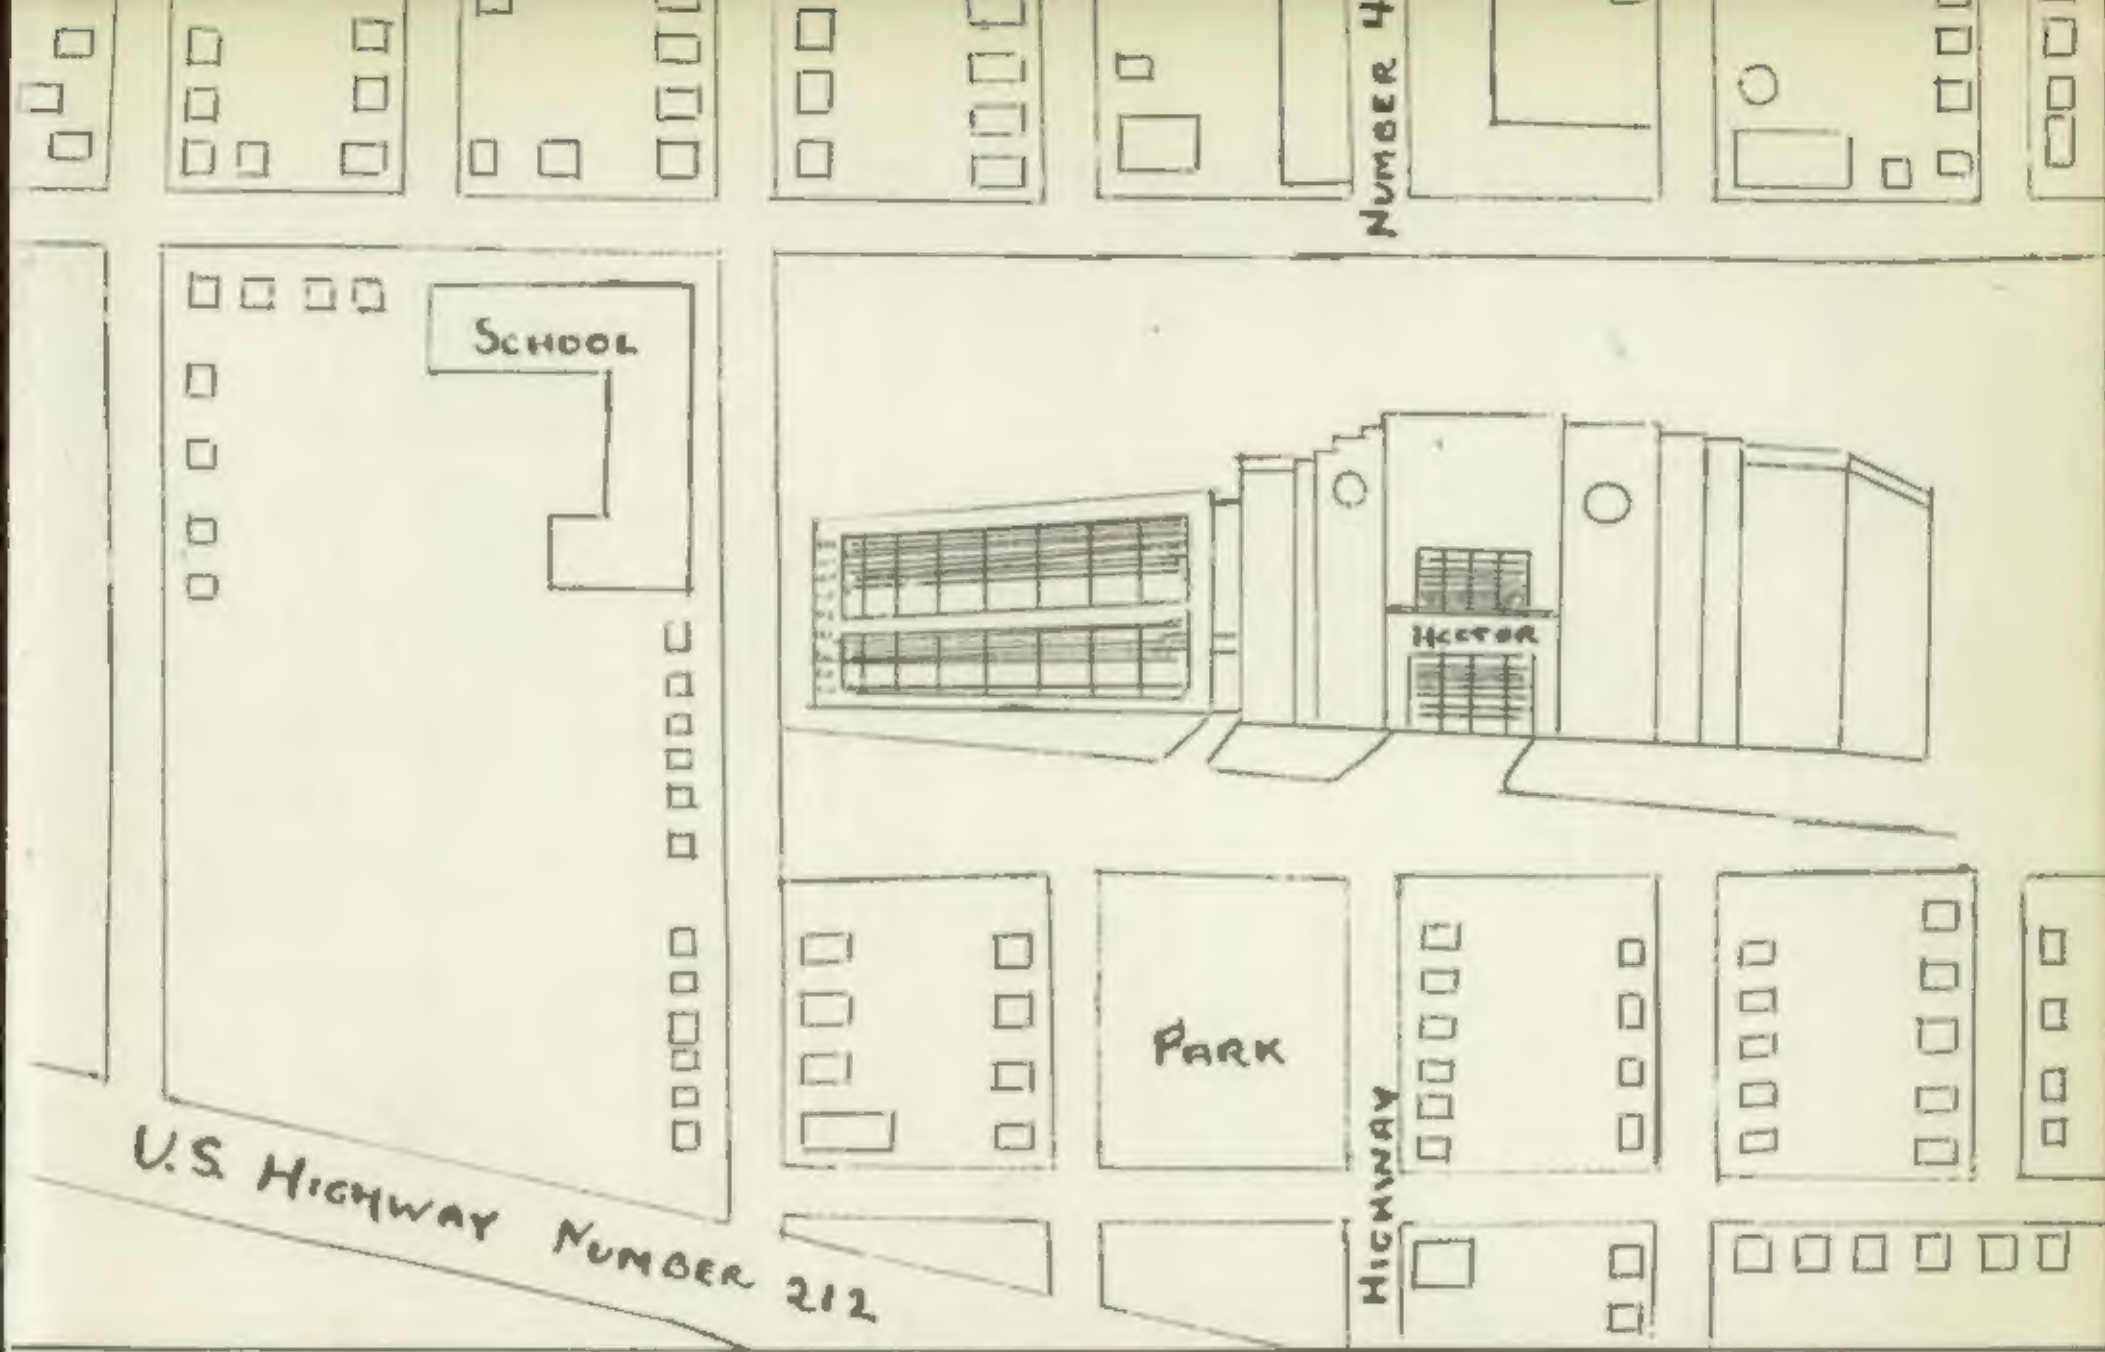 NUMBER 4
SCHOOL
HECTOR
PARK
HIGHWAY
U.S. HIGHWAY NUMBER 212